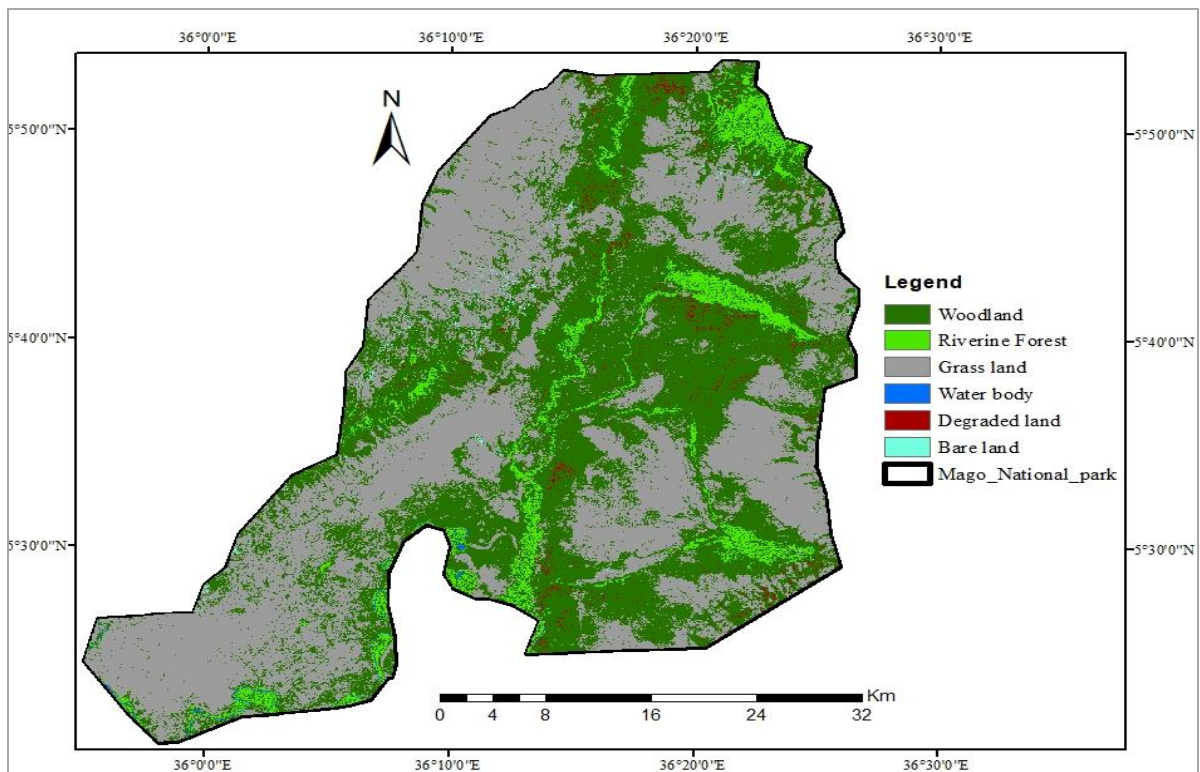 36°0'0"E 36°10'0"E 36°20'0"E 36°30'0"E
N
5°50'0"N 5°50'0"N
Legend
Woodland
Riverine Forest
5°40'0"N 5°40'0"N
Grass land
Water body
Degraded land
Bare land
Mago_National_park
5°30'0"N 5°30'0"N
Km
0 2 4 8 16 24 32
36°0'0"E 36°10'0"E 36°20'0"E 36°30'0"E